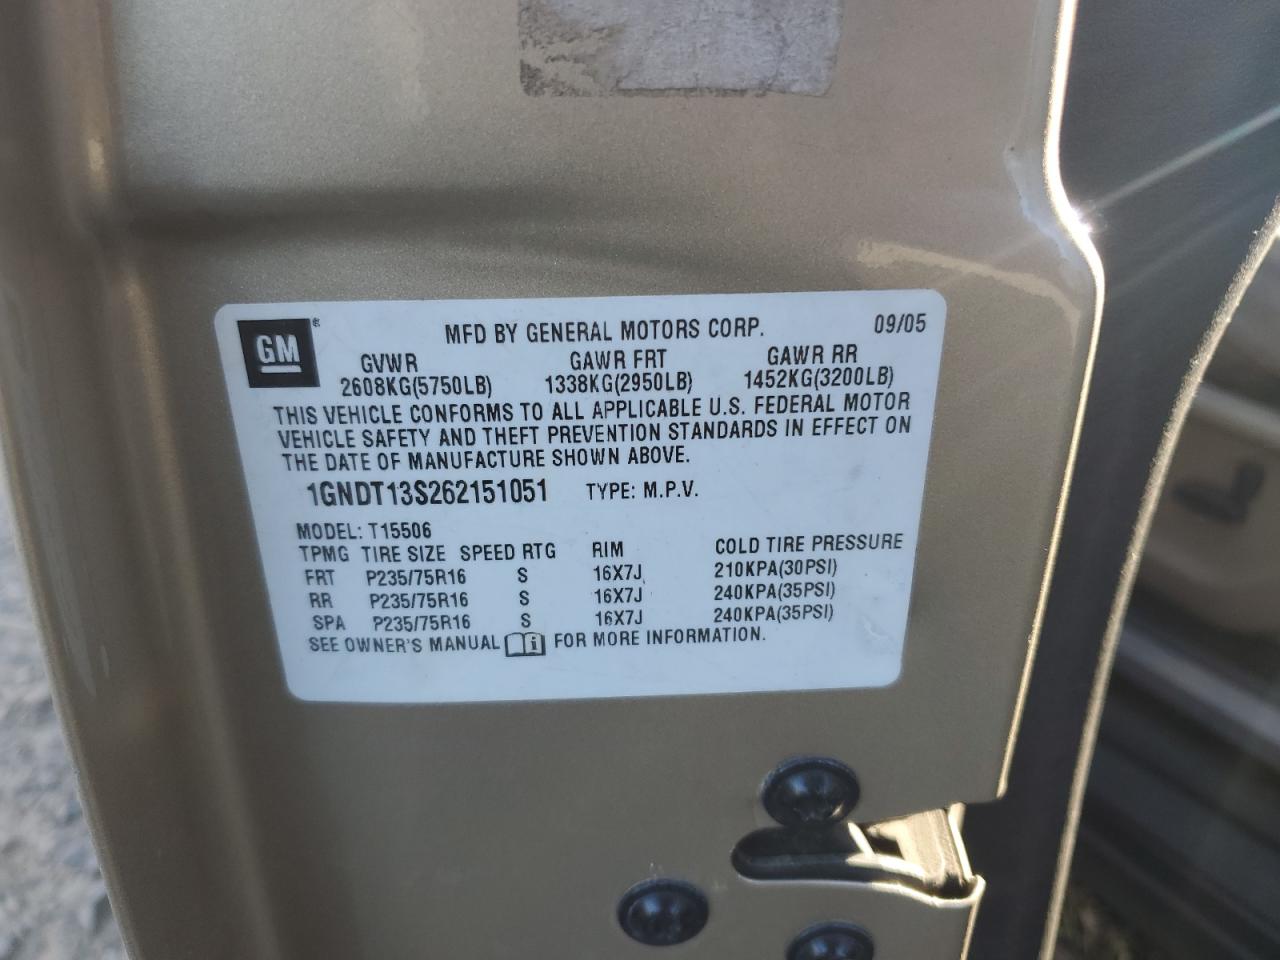 GM ® MFD BY GENERAL MOTORS CORP. 09/05
GVWR GAWR FRT GAWR RR
2608KG(5750LB) 1338KG(2950LB) 1452KG(3200LB)
THIS VEHICLE CONFORMS TO ALL APPLICABLE U.S. FEDERAL MOTOR
VEHICLE SAFETY AND THEFT PREVENTION STANDARDS IN EFFECT ON
THE DATE OF MANUFACTURE SHOWN ABOVE.
1GNDT13S262151051 TYPE: M.P.V.
MODEL: T15506
TPMG TIRE SIZE SPEED RTG RIM COLD TIRE PRESSURE
FRT P235/75R16 S 16X7J 210KPA(30PSI)
RR P235/75R16 S 16X7J 240KPA(35PSI)
SPA P235/75R16 S 16X7J 240KPA(35PSI)
SEE OWNER'S MANUAL i FOR MORE INFORMATION.